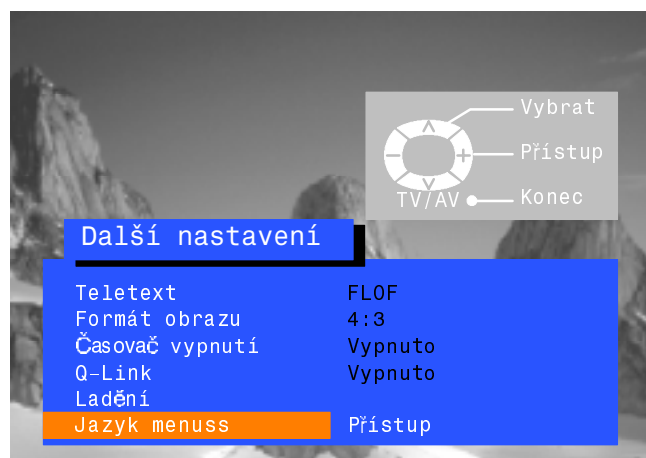 Vybrat
Přístup
TV/AV Konec
Další nastavení
Teletext FLOF
Formát obrazu 4:3
Časovač vypnutí Vypnuto
Q-Link Vypnuto
Ladění
Jazyk menuss Přístup